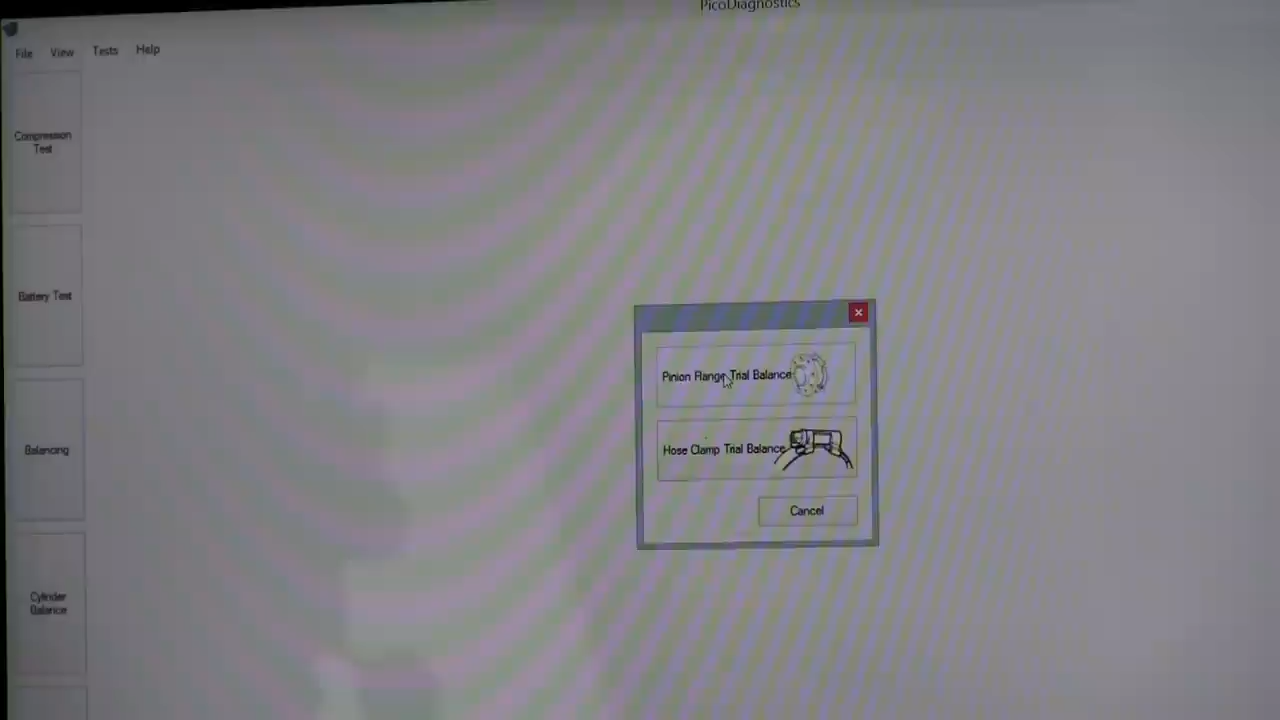 PicoDiagnostics
File View Tests Help
Compression
Test
Battery Test
Balancing
Cylinder
Balance
Pinion Flange Trial Balance
Hose Clamp Trial Balance
Cancel